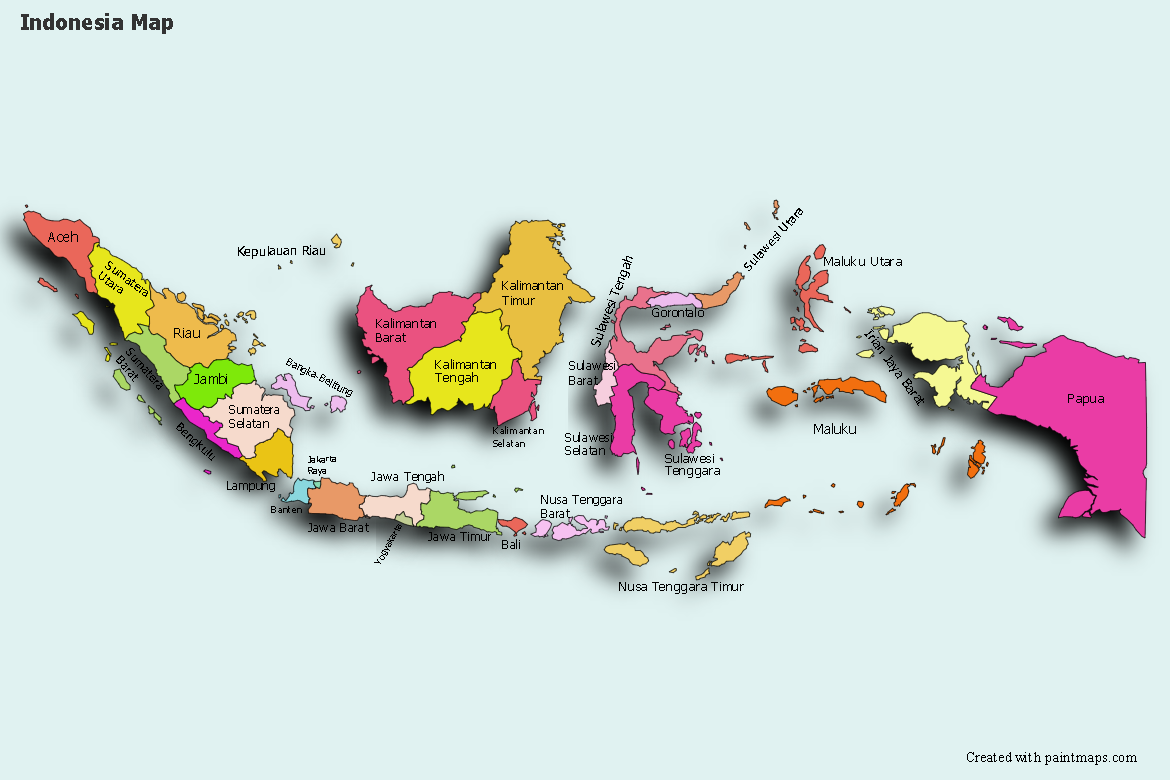 Indonesia Map
Aceh
Sumatera
Utara
Kepulauan Riau
Riau
Sumatera
Barat
Jambi
Bangka-Belitung
Sumatera
Selatan
Bengkulu
Lampung
Jakarta
Raya
Banten
Jawa Barat
Jawa Tengah
Yogyakarta
Jawa Timur
Bali
Nusa Tenggara
Barat
Nusa Tenggara Timur
Kalimantan
Barat
Kalimantan
Tengah
Kalimantan
Timur
Kalimantan
Selatan
Sulawesi Tengah
Sulawesi
Barat
Sulawesi
Selatan
Sulawesi
Tenggara
Gorontalo
Sulawesi Utara
Maluku Utara
Maluku
Irian Jaya Barat
Papua
Created with paintmaps.com